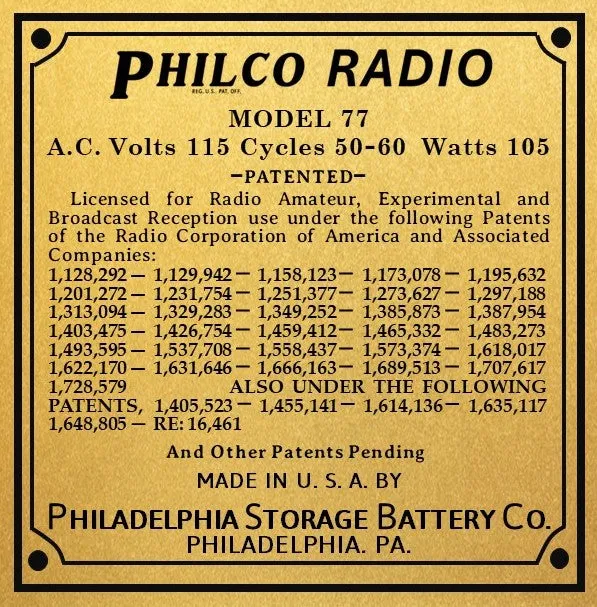 PHILCO RADIO
REG. U.S. PAT. OFF.
MODEL 77
A.C. Volts 115 Cycles 50-60 Watts 105
—PATENTED—
Licensed for Radio Amateur, Experimental and
Broadcast Reception use under the following Patents
of the Radio Corporation of America and Associated
Companies:
1,128,292 — 1,129,942 — 1,158,123 — 1,173,078 — 1,195,632
1,201,272 — 1,231,754 — 1,251,377 — 1,273,627 — 1,297,188
1,313,094 — 1,329,283 — 1,349,252 — 1,385,873 — 1,387,954
1,403,475 — 1,426,754 — 1,459,412 — 1,465,332 — 1,483,273
1,493,595 — 1,537,708 — 1,558,437 — 1,573,374 — 1,618,017
1,622,170 — 1,631,646 — 1,666,163 — 1,689,513 — 1,707,617
1,728,579 ALSO UNDER THE FOLLOWING
PATENTS, 1,405,523 — 1,455,141 — 1,614,136 — 1,635,117
1,648,805 — RE: 16,461
And Other Patents Pending
MADE IN U. S. A. BY
PHILADELPHIA STORAGE BATTERY CO.
PHILADELPHIA. PA.